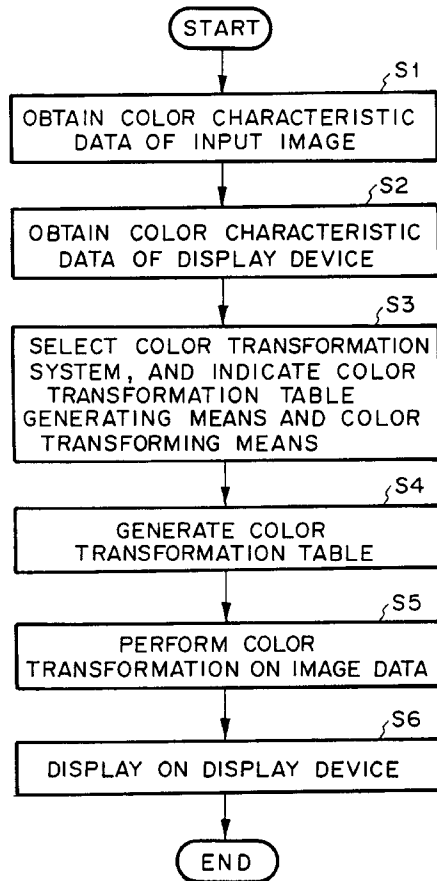 START
S1
OBTAIN COLOR CHARACTERISTIC
DATA OF INPUT IMAGE
S2
OBTAIN COLOR CHARACTERISTIC
DATA OF DISPLAY DEVICE
S3
SELECT COLOR TRANSFORMATION
SYSTEM, AND INDICATE COLOR
TRANSFORMATION TABLE
GENERATING MEANS AND COLOR
TRANSFORMING MEANS
S4
GENERATE COLOR
TRANSFORMATION TABLE
S5
PERFORM COLOR
TRANSFORMATION ON IMAGE DATA
S6
DISPLAY ON DISPLAY DEVICE
END